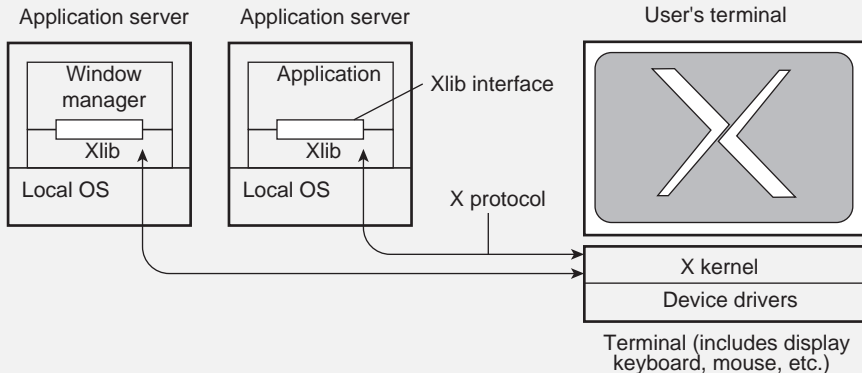 Application server
Application server
User's terminal
Window
manager
Xlib
Local OS
Application
Xlib
Local OS
Xlib interface
X protocol
X kernel
Device drivers
Terminal (includes display
keyboard, mouse, etc.)